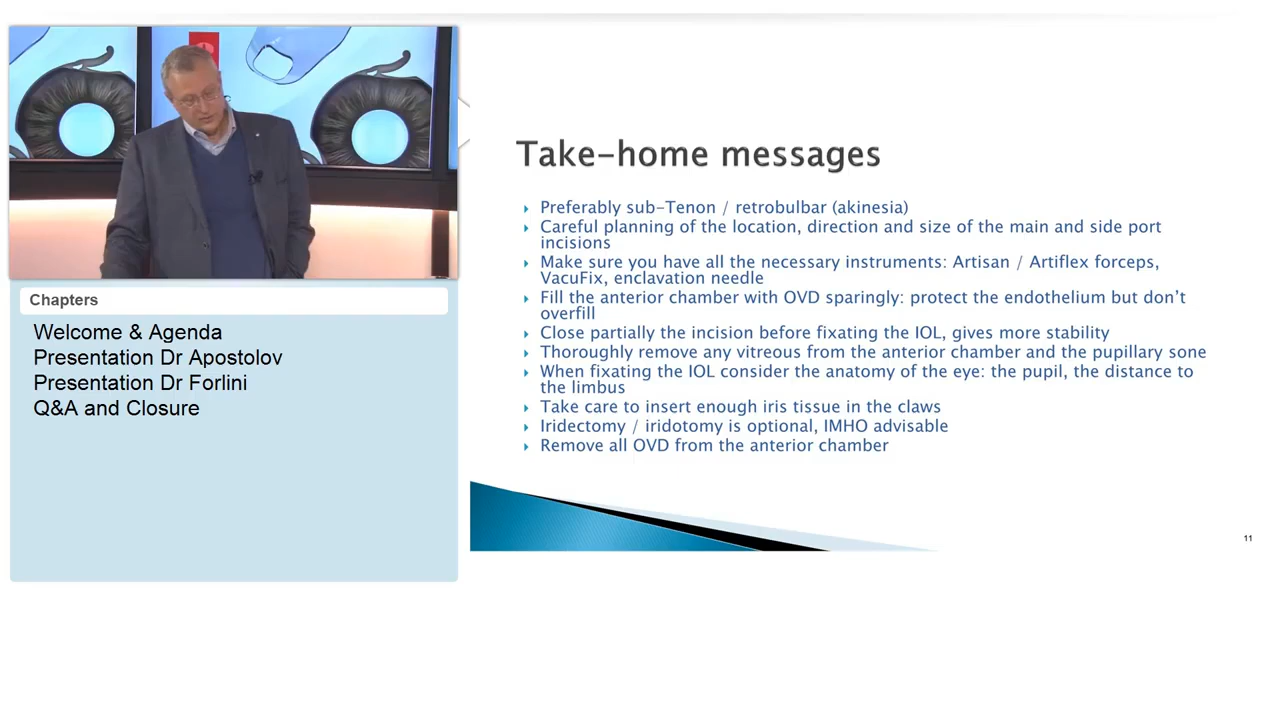 Chapters
Welcome & Agenda
Presentation Dr Apostolov
Presentation Dr Forlini
Q&A and Closure
Take-home messages
Preferably sub-Tenon / retrobulbar (akinesia)
Careful planning of the location, direction and size of the main and side port
incisions
Make sure you have all the necessary instruments: Artisan / Artiflex forceps,
VacuFix, enclavation needle
Fill the anterior chamber with OVD sparingly: protect the endothelium but don’t
overfill
Close partially the incision before fixating the IOL, gives more stability
Thoroughly remove any vitreous from the anterior chamber and the pupillary sone
When fixating the IOL consider the anatomy of the eye: the pupil, the distance to
the limbus
Take care to insert enough iris tissue in the claws
Iridectomy / iridotomy is optional, IMHO advisable
Remove all OVD from the anterior chamber
11